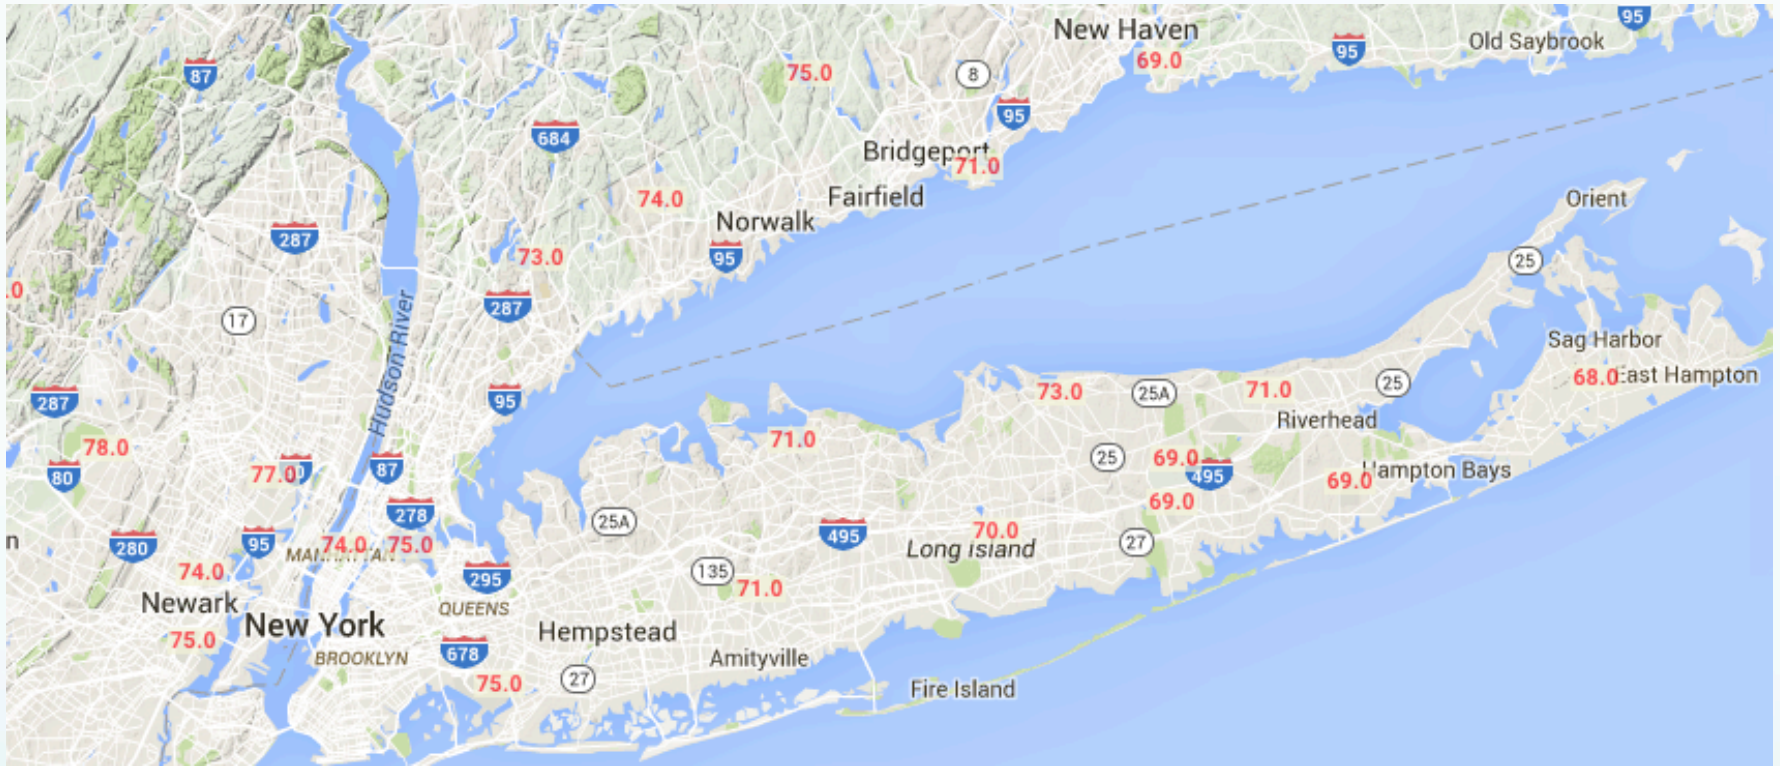 95
New Haven
Old Saybrook
95
69.0
87
75.0
8
95
684
Bridgeport
71.0
74.0
Fairfield
Orient
Norwalk
287
95
73.0
25
.0
287
Hudson River
17
Sag Harbor
68.0
East Hampton
287
95
73.0
25A
71.0
25
Riverhead
78.0
71.0
80
77.0
87
25
69.0
495
69.0
Hampton Bays
69.0
278
25A
n
280
95
MANHATTAN
74.0
75.0
495
70.0
Long Island
27
74.0
295
135
71.0
Newark
QUEENS
75.0
New York
Hempstead
BROOKLYN
678
Amityville
75.0
27
Fire Island